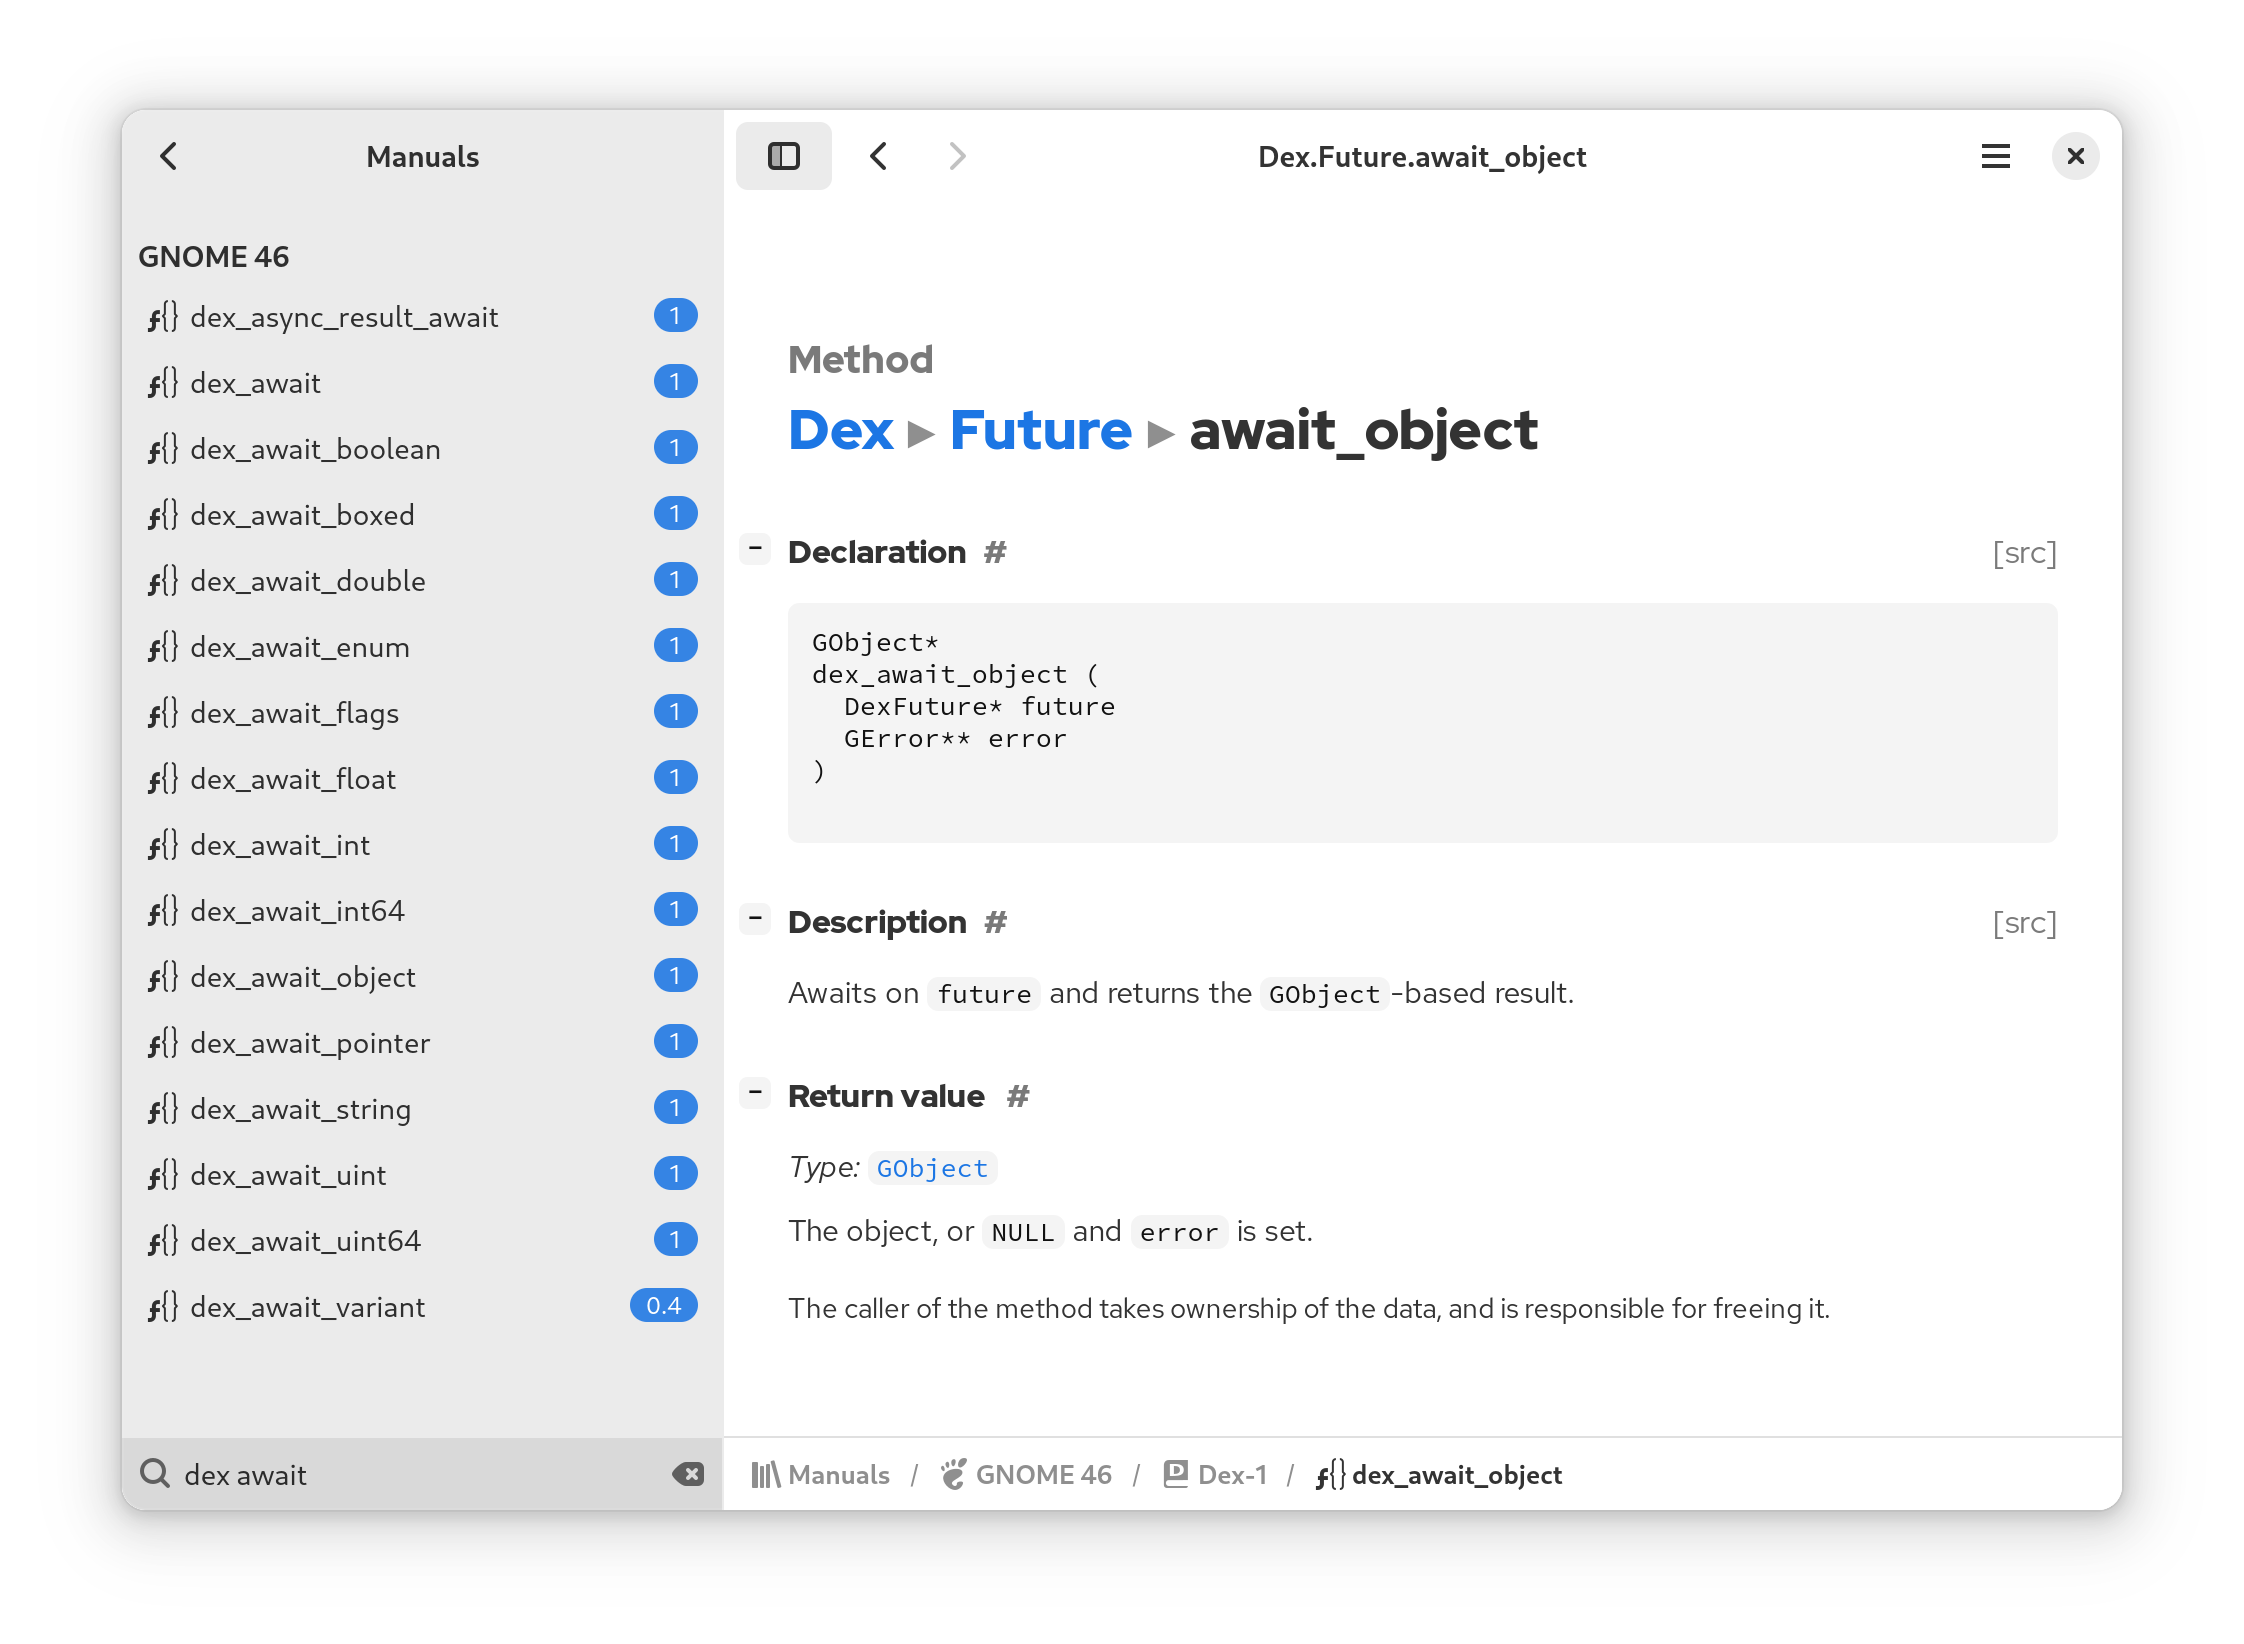 Manuals
GNOME 46
dex_async_result_await 1
dex_await 1
dex_await_boolean 1
dex_await_boxed 1
dex_await_double 1
dex_await_enum 1
dex_await_flags 1
dex_await_float 1
dex_await_int 1
dex_await_int64 1
dex_await_object 1
dex_await_pointer 1
dex_await_string 1
dex_await_uint 1
dex_await_uint64 1
dex_await_variant 0.4
dex await
Dex.Future.await_object
Method
Dex ▸ Future ▸ await_object
- Declaration # [src]
GObject*
dex_await_object (
  DexFuture* future
  GError** error
)
- Description # [src]
Awaits on future and returns the GObject-based result.
- Return value #
Type: GObject
The object, or NULL and error is set.
The caller of the method takes ownership of the data, and is responsible for freeing it.
Manuals / GNOME 46 / Dex-1 / dex_await_object